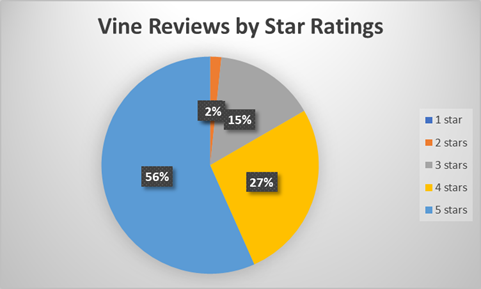 Vine Reviews by Star Ratings
2%
15%
56%
27%
1 star
2 stars
3 stars
4 stars
5 stars